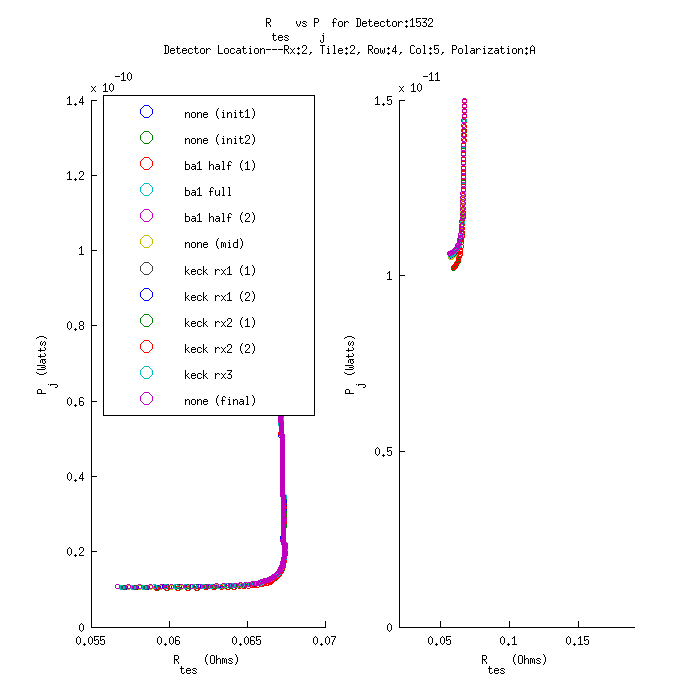 R_tes vs P_j for Detector:1532
Detector Location---Rx:2, Tile:2, Row:4, Col:5, Polarization:A
x 10^-10
1.4
1.2
1
0.8
0.6
0.4
0.2
0
P_j (Watts)
none (init1)
none (init2)
ba1 half (1)
ba1 full
ba1 half (2)
none (mid)
keck rx1 (1)
keck rx1 (2)
keck rx2 (1)
keck rx2 (2)
keck rx3
none (final)
0.055 0.06 0.065 0.07
R_tes (Ohms)
x 10^-11
1.5
1
0.5
0
P_j (Watts)
0.05 0.1 0.15
R_tes (Ohms)